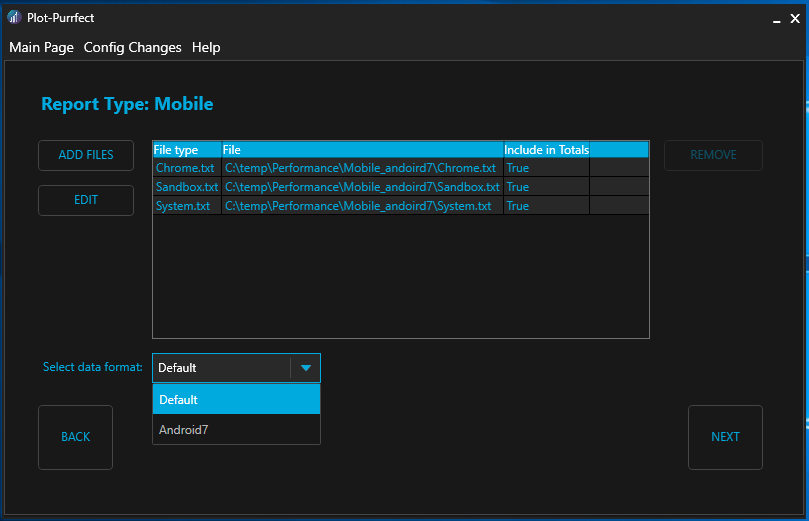 Plot-Purrfect
Main Page Config Changes Help
Report Type: Mobile
ADD FILES
EDIT
File type File Include in Totals
Chrome.txt C:\temp\Performance\Mobile_andoird7\Chrome.txt True
Sandbox.txt C:\temp\Performance\Mobile_andoird7\Sandbox.txt True
System.txt C:\temp\Performance\Mobile_andoird7\System.txt True
REMOVE
Select data format: Default
Default
Android7
BACK
NEXT